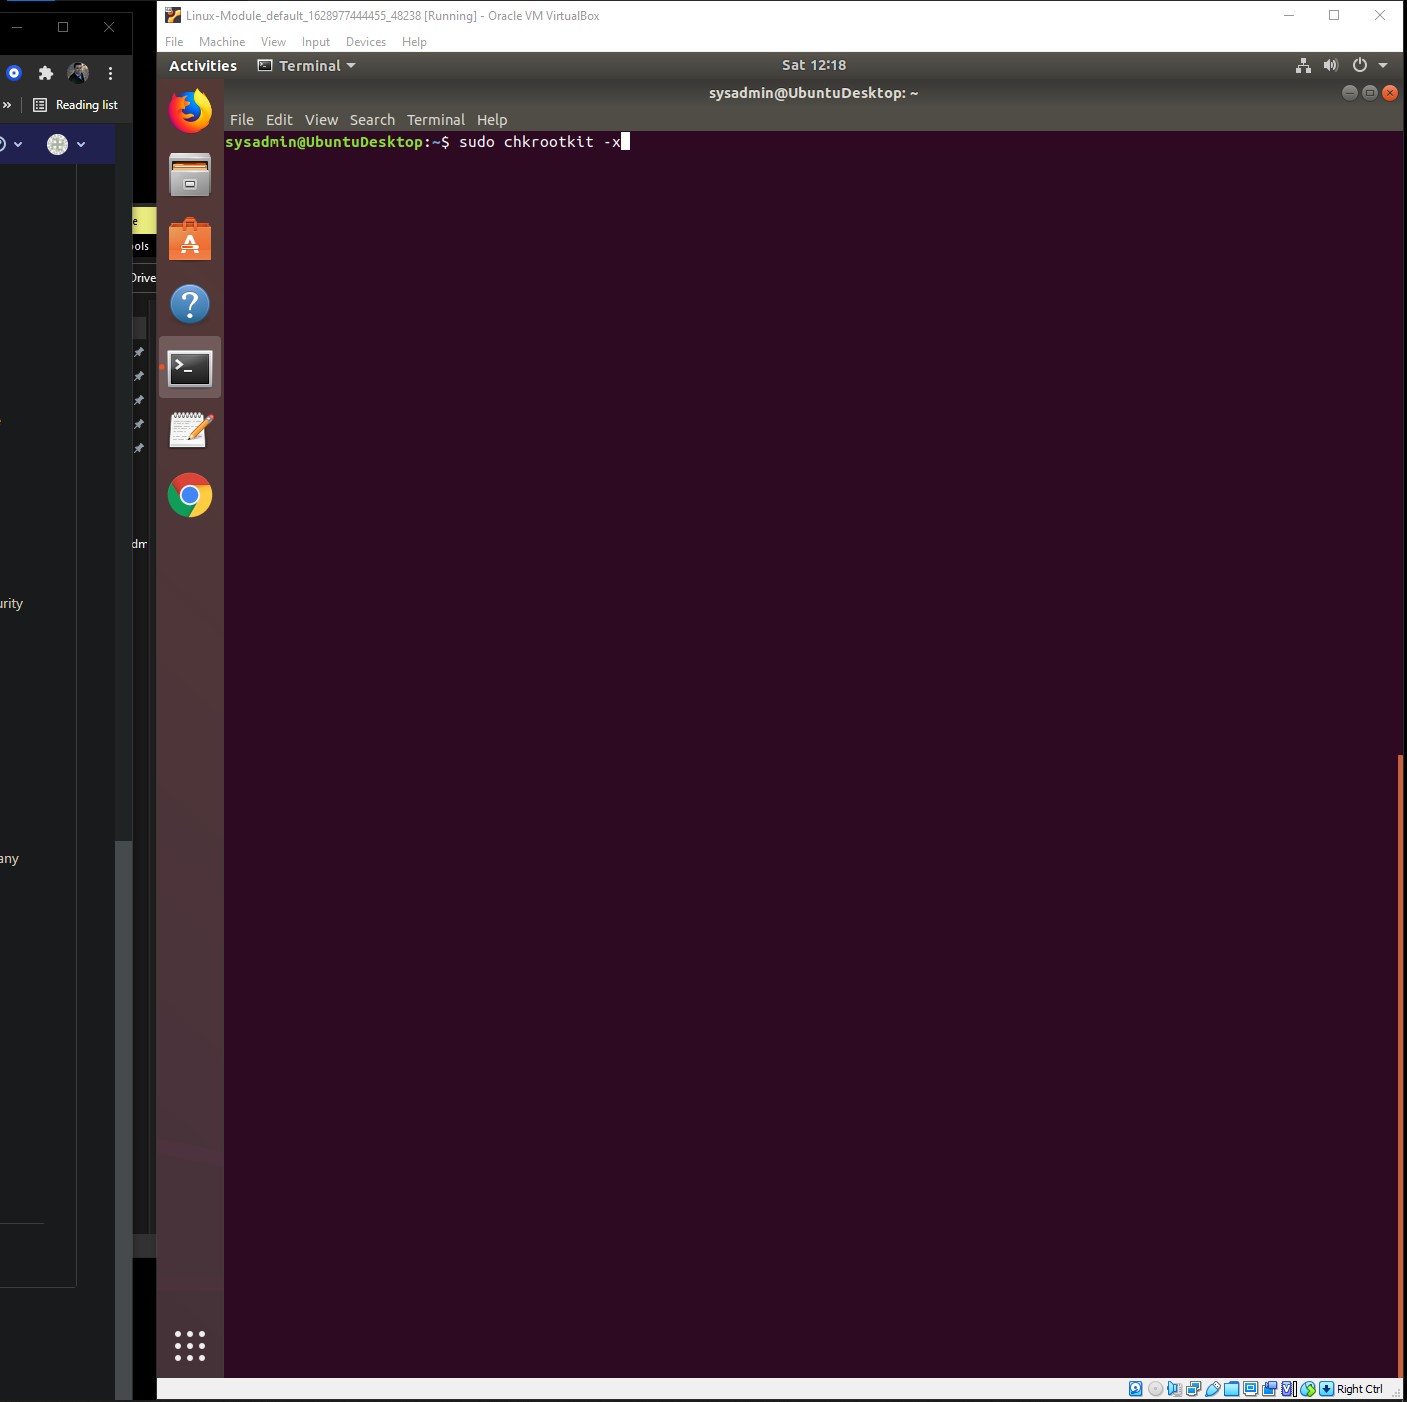 Linux-Module_default_1628977444455_48238 [Running] - Oracle VM VirtualBox
File Machine View Input Devices Help
Activities Terminal Sat 12:18
sysadmin@UbuntuDesktop: ~
File Edit View Search Terminal Help
sysadmin@UbuntuDesktop:~$ sudo chkrootkit -x
» Reading list
e
ools
Drive
dm
urity
any
Right Ctrl